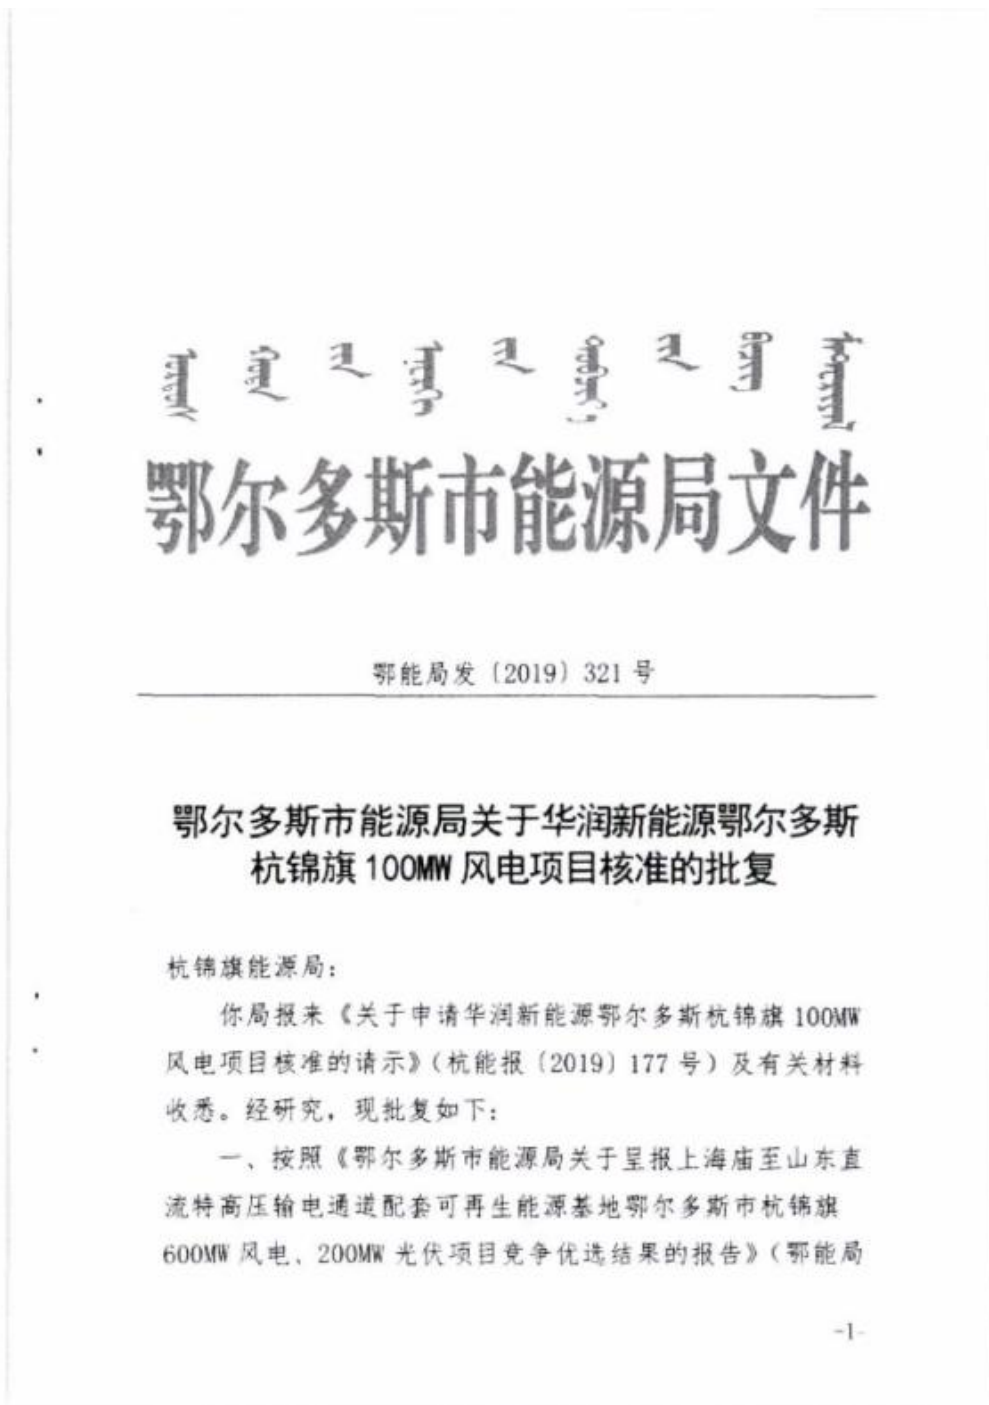 鄂尔多斯市能源局文件
鄂能局发〔2019〕321号
鄂尔多斯市能源局关于华润新能源鄂尔多斯
杭锦旗100MW风电项目核准的批复
杭锦旗能源局：
你局报来《关于申请华润新能源鄂尔多斯杭锦旗100MW
风电项目核准的请示》（杭能报〔2019〕177号）及有关材料
收悉。经研究，现批复如下：
一、按照《鄂尔多斯市能源局关于呈报上海庙至山东直
流特高压输电通道配套可再生能源基地鄂尔多斯市杭锦旗
600MW风电、200MW光伏项目竞争优选结果的报告》（鄂能局
-1-